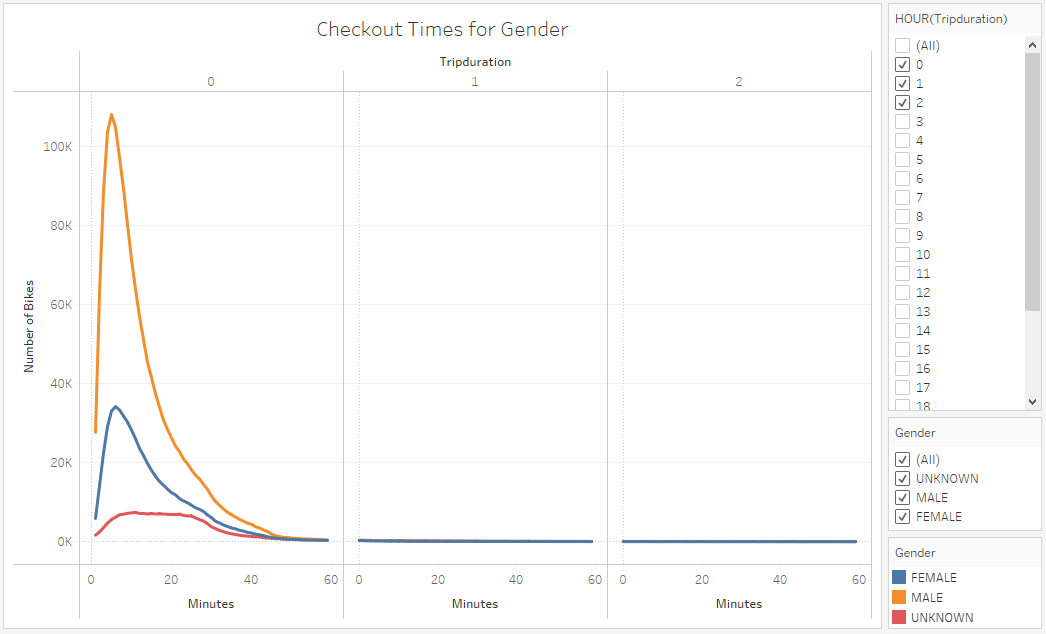 Checkout Times for Gender
Tripduration
0 1 2
100K
80K
60K
40K
20K
0K
Number of Bikes
0 20 40 60 0 20 40 60 0 20 40 60
Minutes Minutes Minutes
HOUR(Tripduration)
(All)
0
1
2
3
4
5
6
7
8
9
10
11
12
13
14
15
16
17
18
Gender
(All)
UNKNOWN
MALE
FEMALE
Gender
FEMALE
MALE
UNKNOWN